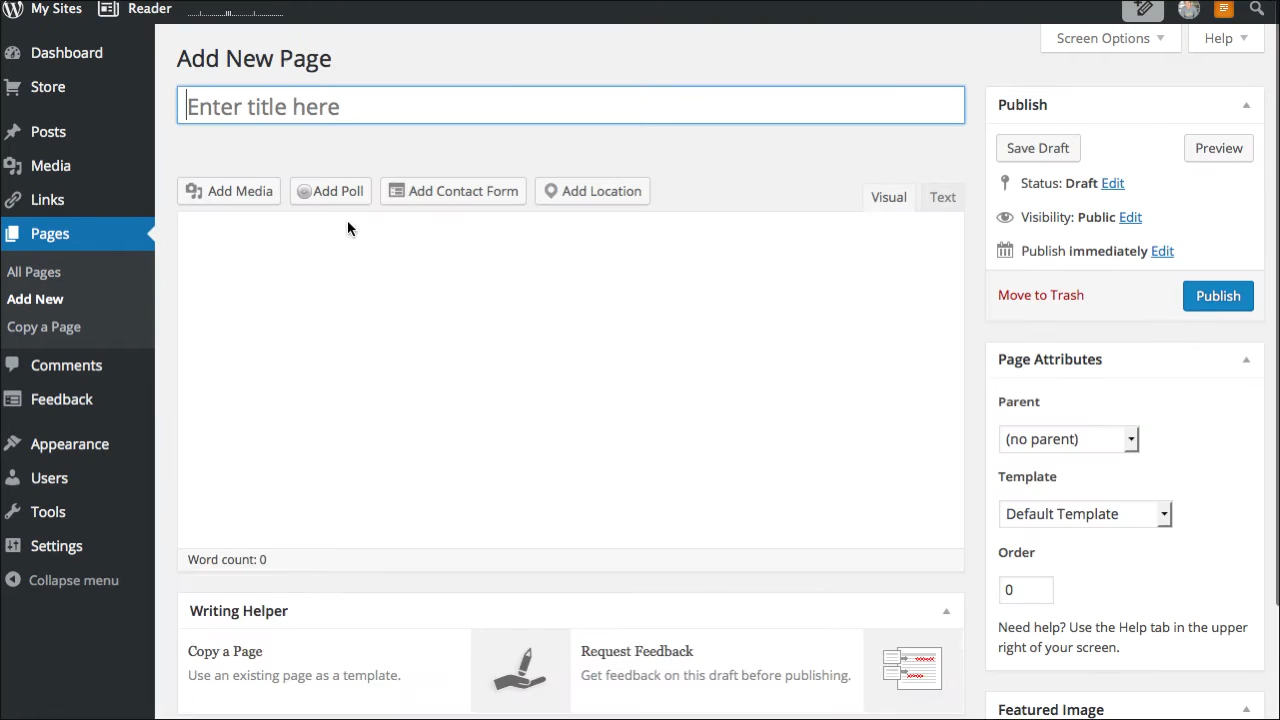 My Sites
Reader
Screen Options
Help
Dashboard
Store
Posts
Media
Links
Pages
All Pages
Add New
Copy a Page
Comments
Feedback
Appearance
Users
Tools
Settings
Collapse menu
Add New Page
Enter title here
Add Media
Add Poll
Add Contact Form
Add Location
Visual
Text
Word count: 0
Writing Helper
Copy a Page
Use an existing page as a template.
Request Feedback
Get feedback on this draft before publishing.
Publish
Save Draft
Preview
Status: Draft Edit
Visibility: Public Edit
Publish immediately Edit
Move to Trash
Publish
Page Attributes
Parent
(no parent)
Template
Default Template
Order
0
Need help? Use the Help tab in the upper
right of your screen.
Featured Image